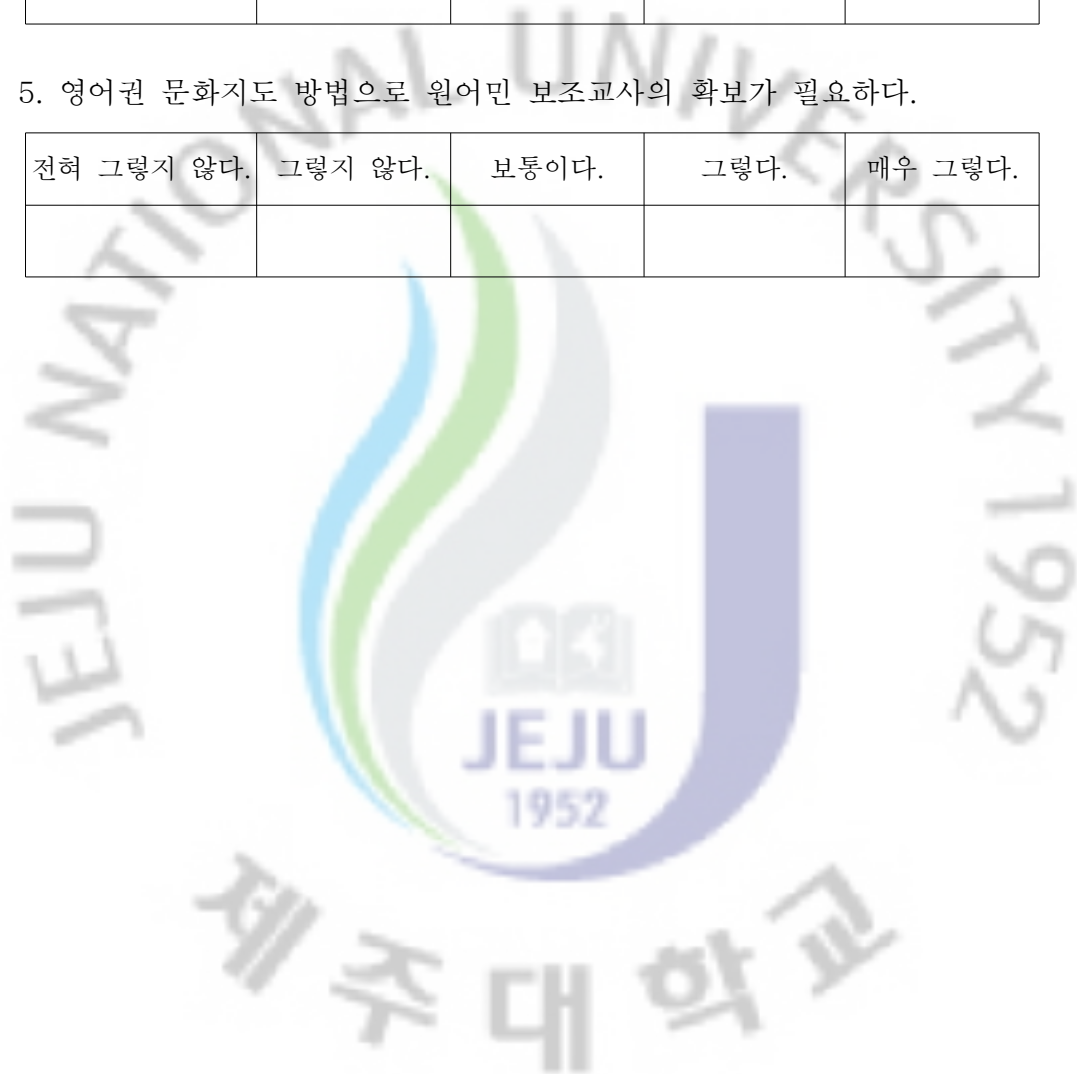 5. 영어권 문화지도 방법으로 원어민 보조교사의 확보가 필요하다.
전혀 그렇지 않다. 그렇지 않다. 보통이다. 그렇다. 매우 그렇다.
JEJU NATIONAL UNIVERSITY 1952
JEJU
1952
제주대학교